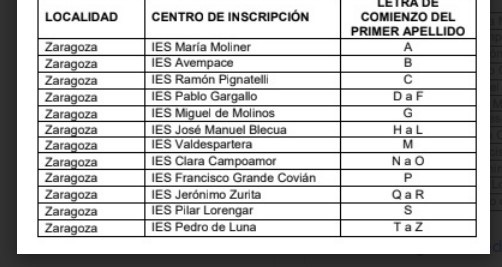 LOCALIDAD CENTRO DE INSCRIPCIÓN LETRA DE COMIENZO DEL PRIMER APELLIDO
Zaragoza IES María Moliner A
Zaragoza IES Avempace B
Zaragoza IES Ramón Pignatelli C
Zaragoza IES Pablo Gargallo D a F
Zaragoza IES Miguel de Molinos G
Zaragoza IES José Manuel Blecua H a L
Zaragoza IES Valdespartera M
Zaragoza IES Clara Campoamor N a O
Zaragoza IES Francisco Grande Covián P
Zaragoza IES Jerónimo Zurita Q a R
Zaragoza IES Pilar Lorengar S
Zaragoza IES Pedro de Luna T a Z